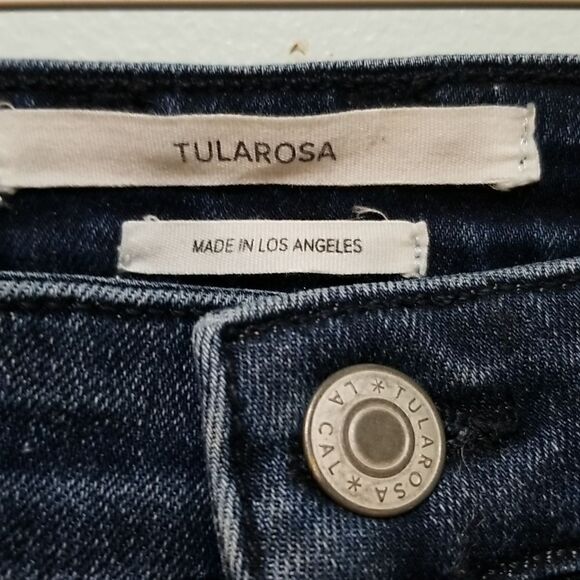 TULAROSA
MADE IN LOS ANGELES
* TULAROSA * LA CAL